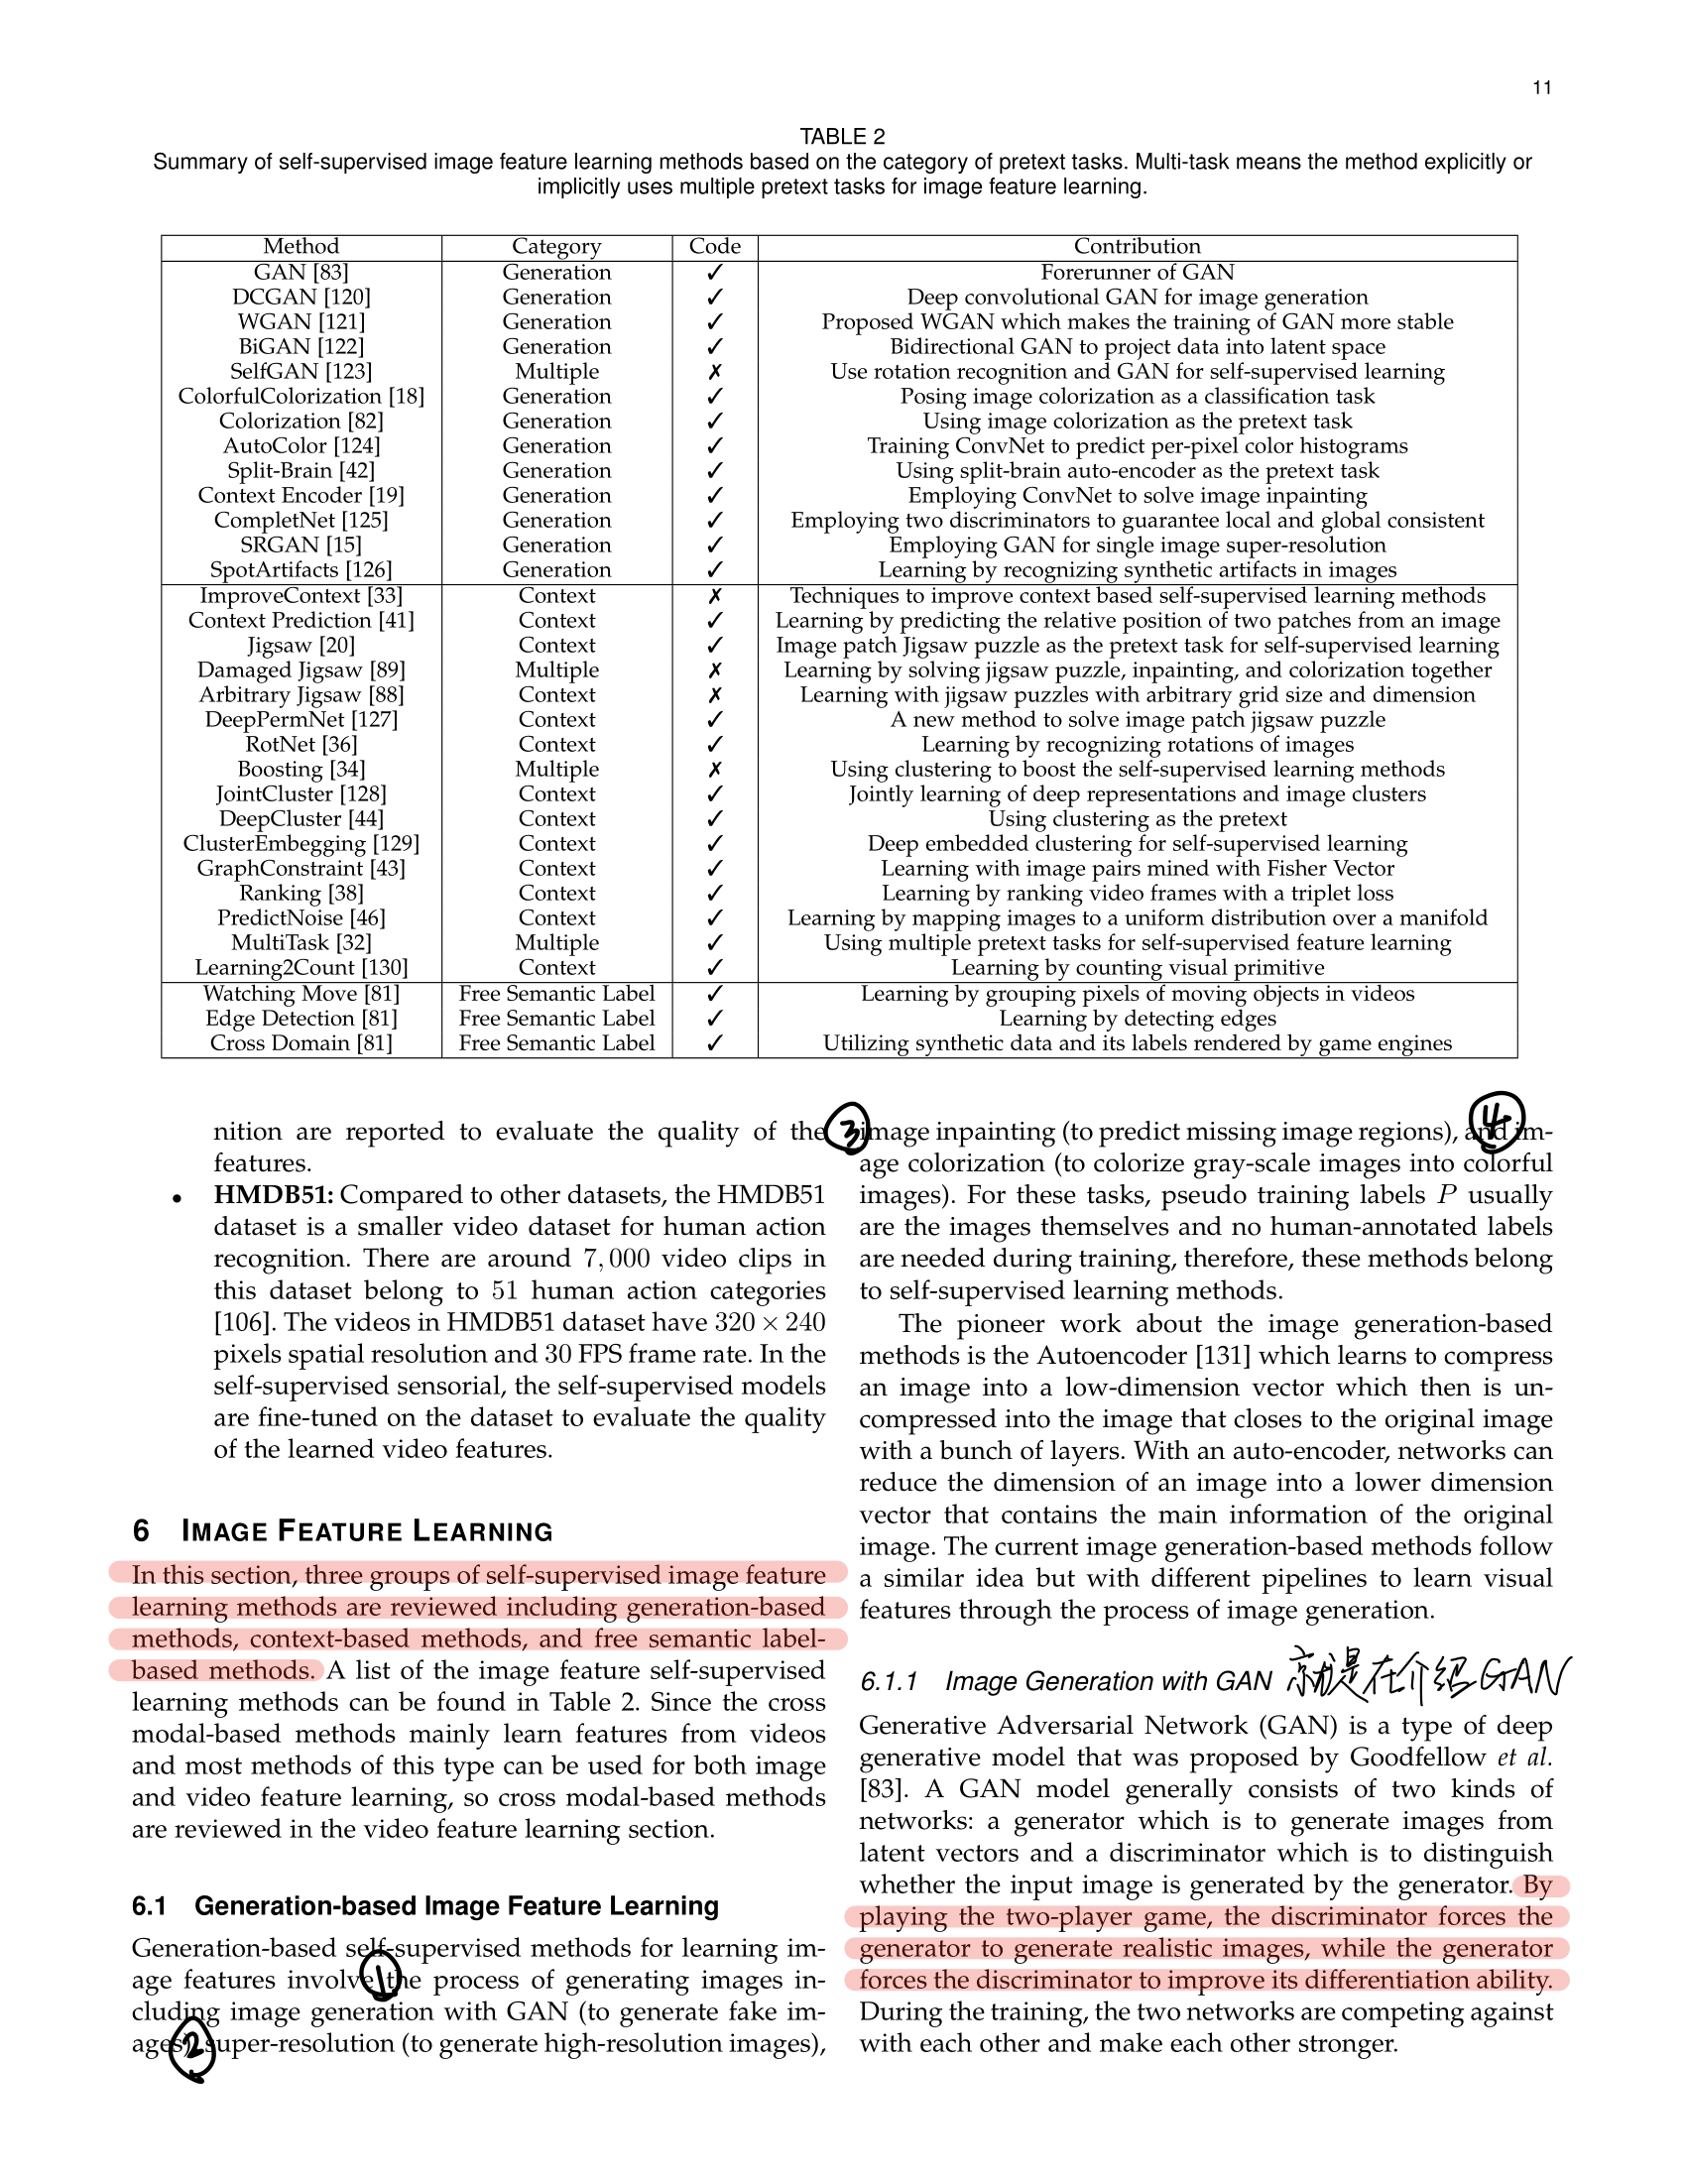 11
TABLE 2
Summary of self-supervised image feature learning methods based on the category of pretext tasks. Multi-task means the method explicitly or
implicitly uses multiple pretext tasks for image feature learning.
Method Category Code Contribution
GAN [83] Generation ✓ Forerunner of GAN
DCGAN [120] Generation ✓ Deep convolutional GAN for image generation
WGAN [121] Generation ✓ Proposed WGAN which makes the training of GAN more stable
BiGAN [122] Generation ✓ Bidirectional GAN to project data into latent space
SelfGAN [123] Multiple ✗ Use rotation recognition and GAN for self-supervised learning
ColorfulColorization [18] Generation ✓ Posing image colorization as a classification task
Colorization [82] Generation ✓ Using image colorization as the pretext task
AutoColor [124] Generation ✓ Training ConvNet to predict per-pixel color histograms
Split-Brain [42] Generation ✓ Using split-brain auto-encoder as the pretext task
Context Encoder [19] Generation ✓ Employing ConvNet to solve image inpainting
CompletNet [125] Generation ✓ Employing two discriminators to guarantee local and global consistent
SRGAN [15] Generation ✓ Employing GAN for single image super-resolution
SpotArtifacts [126] Generation ✓ Learning by recognizing synthetic artifacts in images
ImproveContext [33] Context ✗ Techniques to improve context based self-supervised learning methods
Context Prediction [41] Context ✓ Learning by predicting the relative position of two patches from an image
Jigsaw [20] Context ✓ Image patch Jigsaw puzzle as the pretext task for self-supervised learning
Damaged Jigsaw [89] Multiple ✗ Learning by solving jigsaw puzzle, inpainting, and colorization together
Arbitrary Jigsaw [88] Context ✗ Learning with jigsaw puzzles with arbitrary grid size and dimension
DeepPermNet [127] Context ✓ A new method to solve image patch jigsaw puzzle
RotNet [36] Context ✓ Learning by recognizing rotations of images
Boosting [34] Multiple ✗ Using clustering to boost the self-supervised learning methods
JointCluster [128] Context ✓ Jointly learning of deep representations and image clusters
DeepCluster [44] Context ✓ Using clustering as the pretext
ClusterEmbegging [129] Context ✓ Deep embedded clustering for self-supervised learning
GraphConstraint [43] Context ✓ Learning with image pairs mined with Fisher Vector
Ranking [38] Context ✓ Learning by ranking video frames with a triplet loss
PredictNoise [46] Context ✓ Learning by mapping images to a uniform distribution over a manifold
MultiTask [32] Multiple ✓ Using multiple pretext tasks for self-supervised feature learning
Learning2Count [130] Context ✓ Learning by counting visual primitive
Watching Move [81] Free Semantic Label ✓ Learning by grouping pixels of moving objects in videos
Edge Detection [81] Free Semantic Label ✓ Learning by detecting edges
Cross Domain [81] Free Semantic Label ✓ Utilizing synthetic data and its labels rendered by game engines
nition are reported to evaluate the quality of the
features.
• HMDB51: Compared to other datasets, the HMDB51
dataset is a smaller video dataset for human action
recognition. There are around 7, 000 video clips in
this dataset belong to 51 human action categories
[106]. The videos in HMDB51 dataset have 320 × 240
pixels spatial resolution and 30 FPS frame rate. In the
self-supervised sensorial, the self-supervised models
are fine-tuned on the dataset to evaluate the quality
of the learned video features.
6 IMAGE FEATURE LEARNING
In this section, three groups of self-supervised image feature
learning methods are reviewed including generation-based
methods, context-based methods, and free semantic label-
based methods. A list of the image feature self-supervised
learning methods can be found in Table 2. Since the cross
modal-based methods mainly learn features from videos
and most methods of this type can be used for both image
and video feature learning, so cross modal-based methods
are reviewed in the video feature learning section.
6.1 Generation-based Image Feature Learning
Generation-based self-supervised methods for learning im-
age features involve ① the process of generating images in-
cluding image generation with GAN (to generate fake im-
ages), ② super-resolution (to generate high-resolution images),
③ image inpainting (to predict missing image regions), and ④ im-
age colorization (to colorize gray-scale images into colorful
images). For these tasks, pseudo training labels P usually
are the images themselves and no human-annotated labels
are needed during training, therefore, these methods belong
to self-supervised learning methods.
The pioneer work about the image generation-based
methods is the Autoencoder [131] which learns to compress
an image into a low-dimension vector which then is un-
compressed into the image that closes to the original image
with a bunch of layers. With an auto-encoder, networks can
reduce the dimension of an image into a lower dimension
vector that contains the main information of the original
image. The current image generation-based methods follow
a similar idea but with different pipelines to learn visual
features through the process of image generation.
6.1.1 Image Generation with GAN 就是在介绍GAN
Generative Adversarial Network (GAN) is a type of deep
generative model that was proposed by Goodfellow et al.
[83]. A GAN model generally consists of two kinds of
networks: a generator which is to generate images from
latent vectors and a discriminator which is to distinguish
whether the input image is generated by the generator. By
playing the two-player game, the discriminator forces the
generator to generate realistic images, while the generator
forces the discriminator to improve its differentiation ability.
During the training, the two networks are competing against
with each other and make each other stronger.